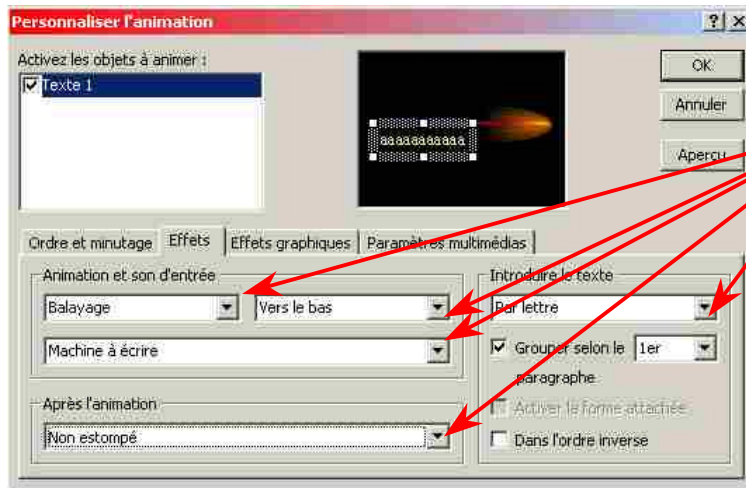 Personnaliser l'animation
Activez les objets à animer :
Texte 1
aaaaaaaaaaa
OK
Annuler
Aperçu
Ordre et minutage
Effets
Effets graphiques
Paramètres multimédias
Animation et son d'entrée
Balayage
Vers le bas
Machine à écrire
Après l'animation
Non estompé
Introduire le texte
Par lettre
Grouper selon le 1er
paragraphe
Activer la forme attachée
Dans l'ordre inverse